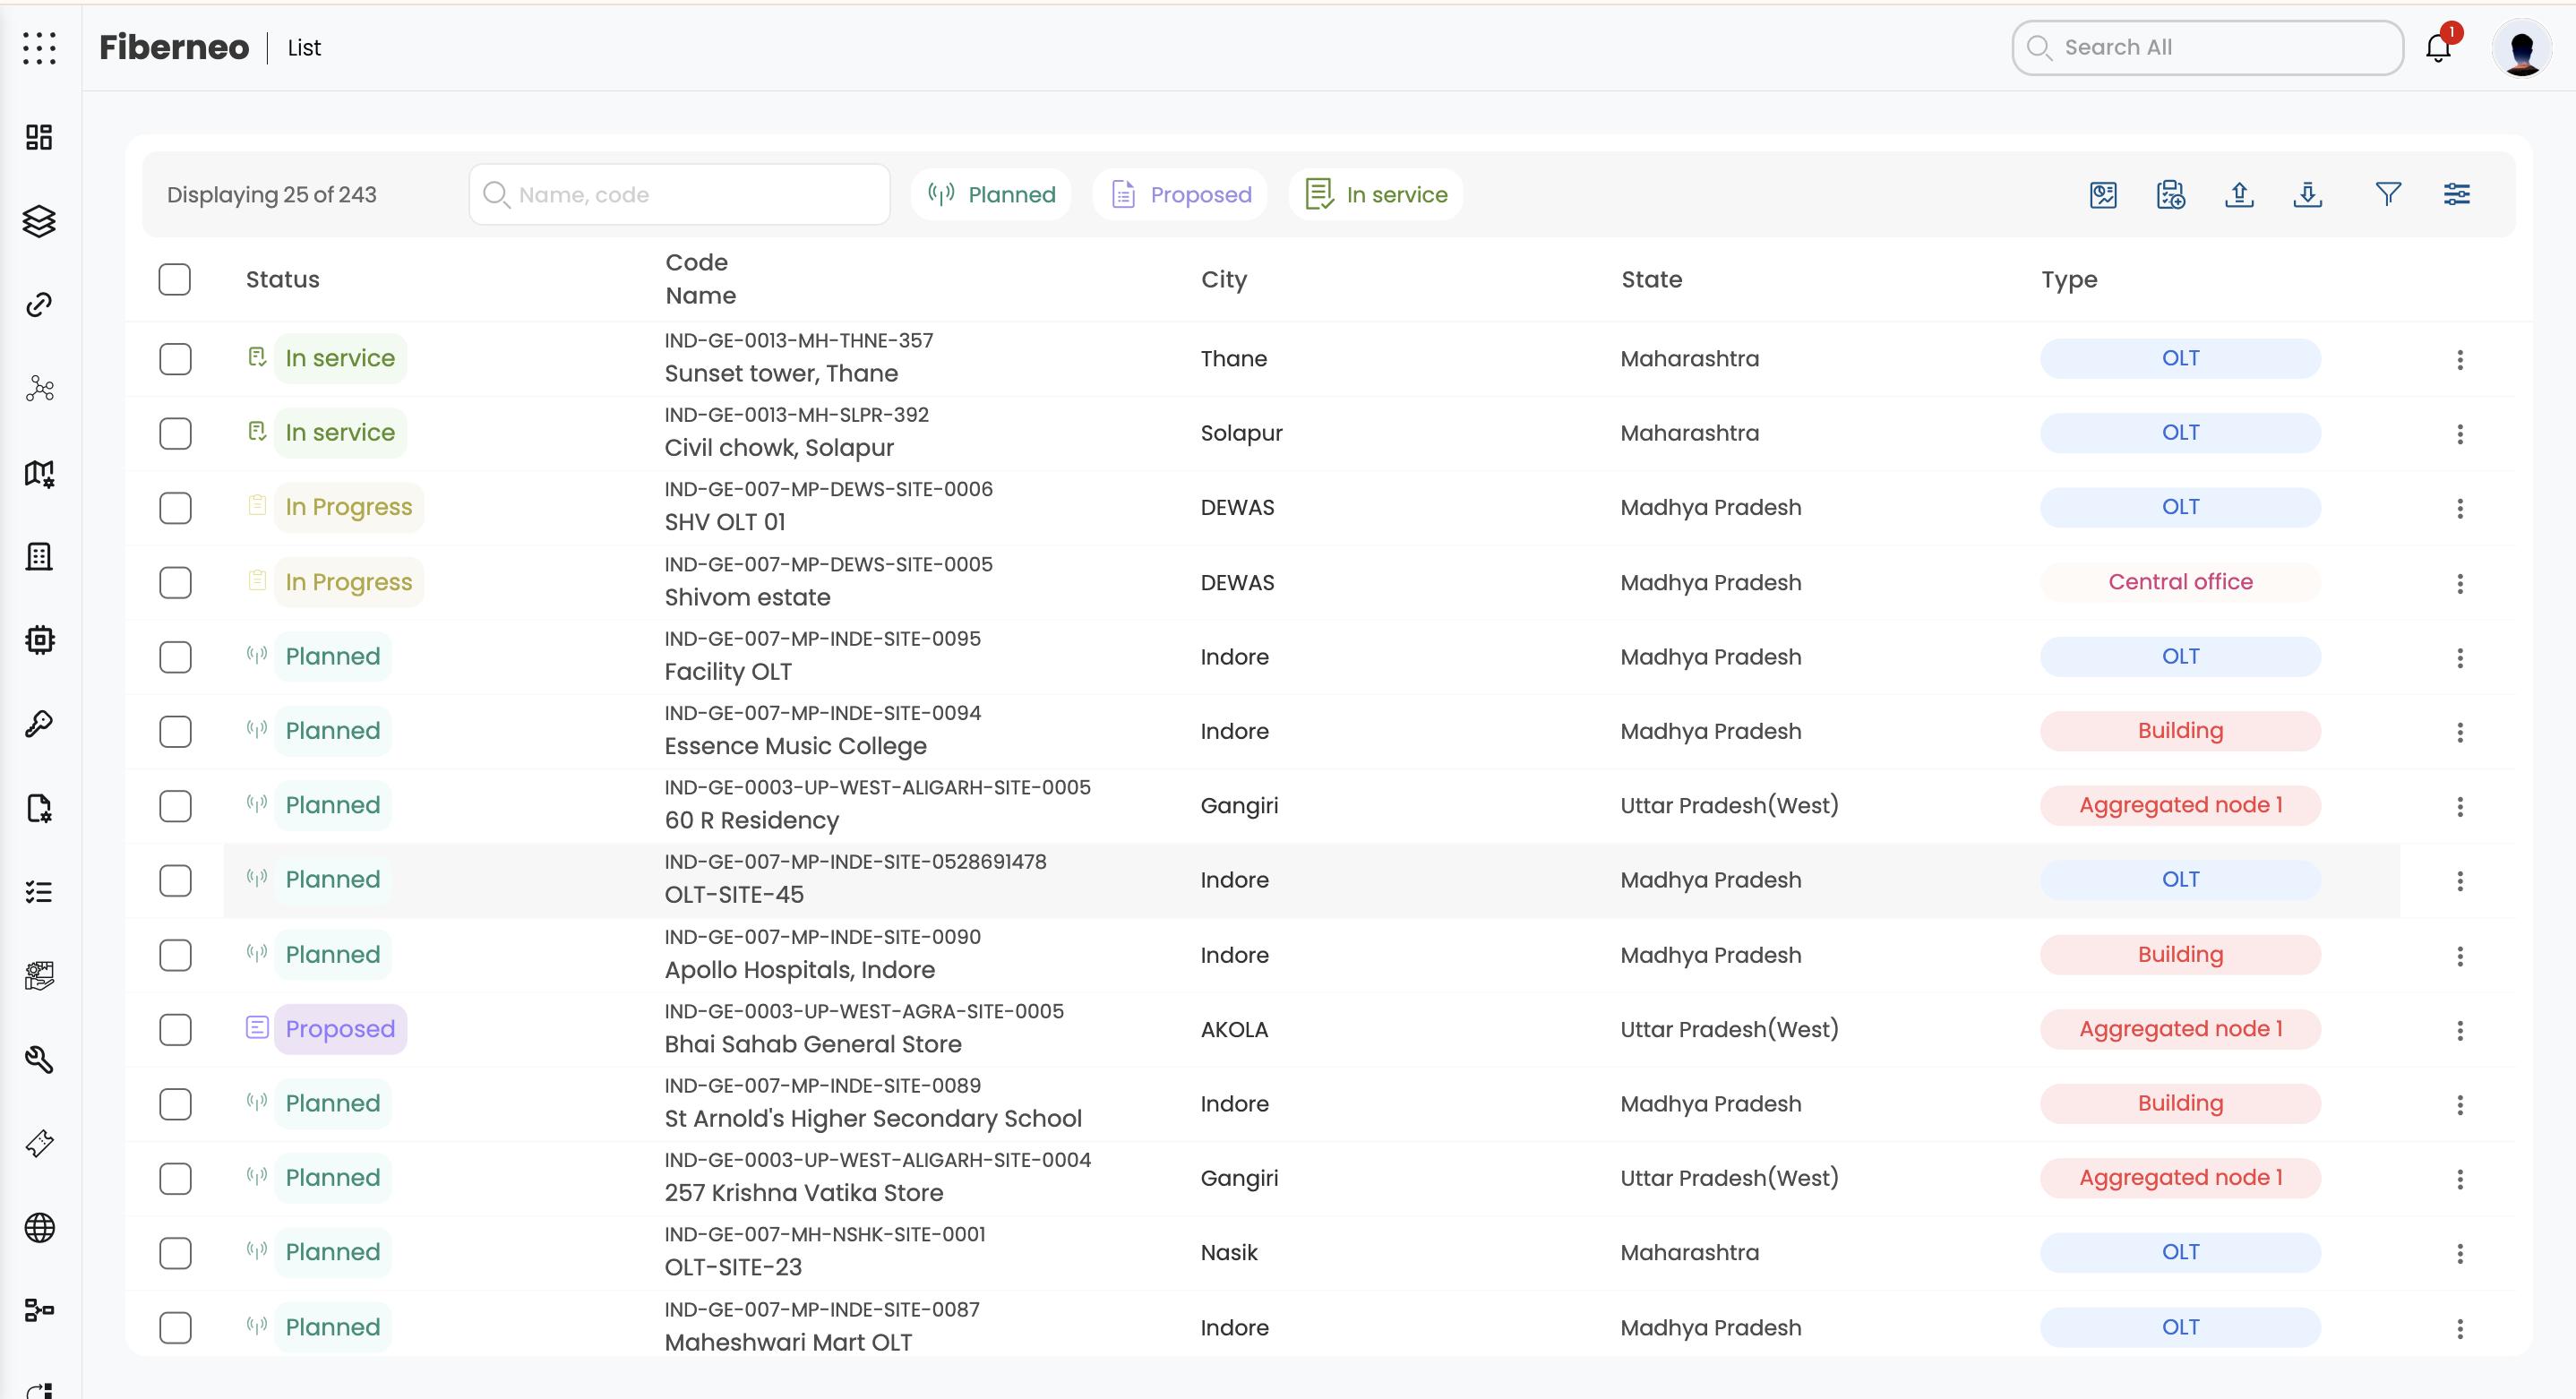 Fiberneo
List
Search All
1
Displaying 25 of 243
Name, code
Planned
Proposed
In service
Status
Code
Name
City
State
Type
In service
IND-GE-0013-MH-THNE-357
Sunset tower, Thane
Thane
Maharashtra
OLT
In service
IND-GE-0013-MH-SLPR-392
Civil chowk, Solapur
Solapur
Maharashtra
OLT
In Progress
IND-GE-007-MP-DEWS-SITE-0006
SHV OLT 01
DEWAS
Madhya Pradesh
OLT
In Progress
IND-GE-007-MP-DEWS-SITE-0005
Shivom estate
DEWAS
Madhya Pradesh
Central office
Planned
IND-GE-007-MP-INDE-SITE-0095
Facility OLT
Indore
Madhya Pradesh
OLT
Planned
IND-GE-007-MP-INDE-SITE-0094
Essence Music College
Indore
Madhya Pradesh
Building
Planned
IND-GE-0003-UP-WEST-ALIGARH-SITE-0005
60 R Residency
Gangiri
Uttar Pradesh(West)
Aggregated node 1
Planned
IND-GE-007-MP-INDE-SITE-0528691478
OLT-SITE-45
Indore
Madhya Pradesh
OLT
Planned
IND-GE-007-MP-INDE-SITE-0090
Apollo Hospitals, Indore
Indore
Madhya Pradesh
Building
Proposed
IND-GE-0003-UP-WEST-AGRA-SITE-0005
Bhai Sahab General Store
AKOLA
Uttar Pradesh(West)
Aggregated node 1
Planned
IND-GE-007-MP-INDE-SITE-0089
St Arnold's Higher Secondary School
Indore
Madhya Pradesh
Building
Planned
IND-GE-0003-UP-WEST-ALIGARH-SITE-0004
257 Krishna Vatika Store
Gangiri
Uttar Pradesh(West)
Aggregated node 1
Planned
IND-GE-007-MH-NSHK-SITE-0001
OLT-SITE-23
Nasik
Maharashtra
OLT
Planned
IND-GE-007-MP-INDE-SITE-0087
Maheshwari Mart OLT
Indore
Madhya Pradesh
OLT